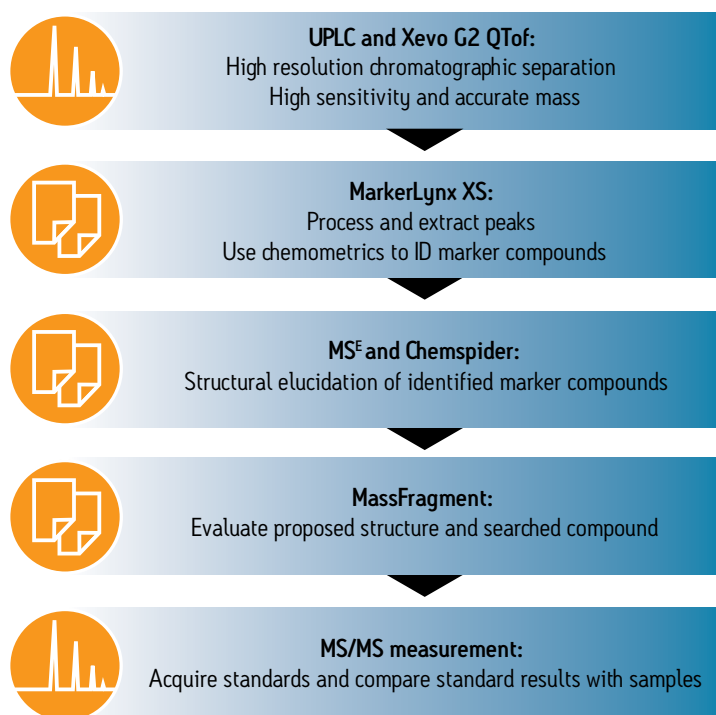 UPLC and Xevo G2 QTof:
High resolution chromatographic separation
High sensitivity and accurate mass
MarkerLynx XS:
Process and extract peaks
Use chemometrics to ID marker compounds
MSᴱ and Chemspider:
Structural elucidation of identified marker compounds
MassFragment:
Evaluate proposed structure and searched compound
MS/MS measurement:
Acquire standards and compare standard results with samples